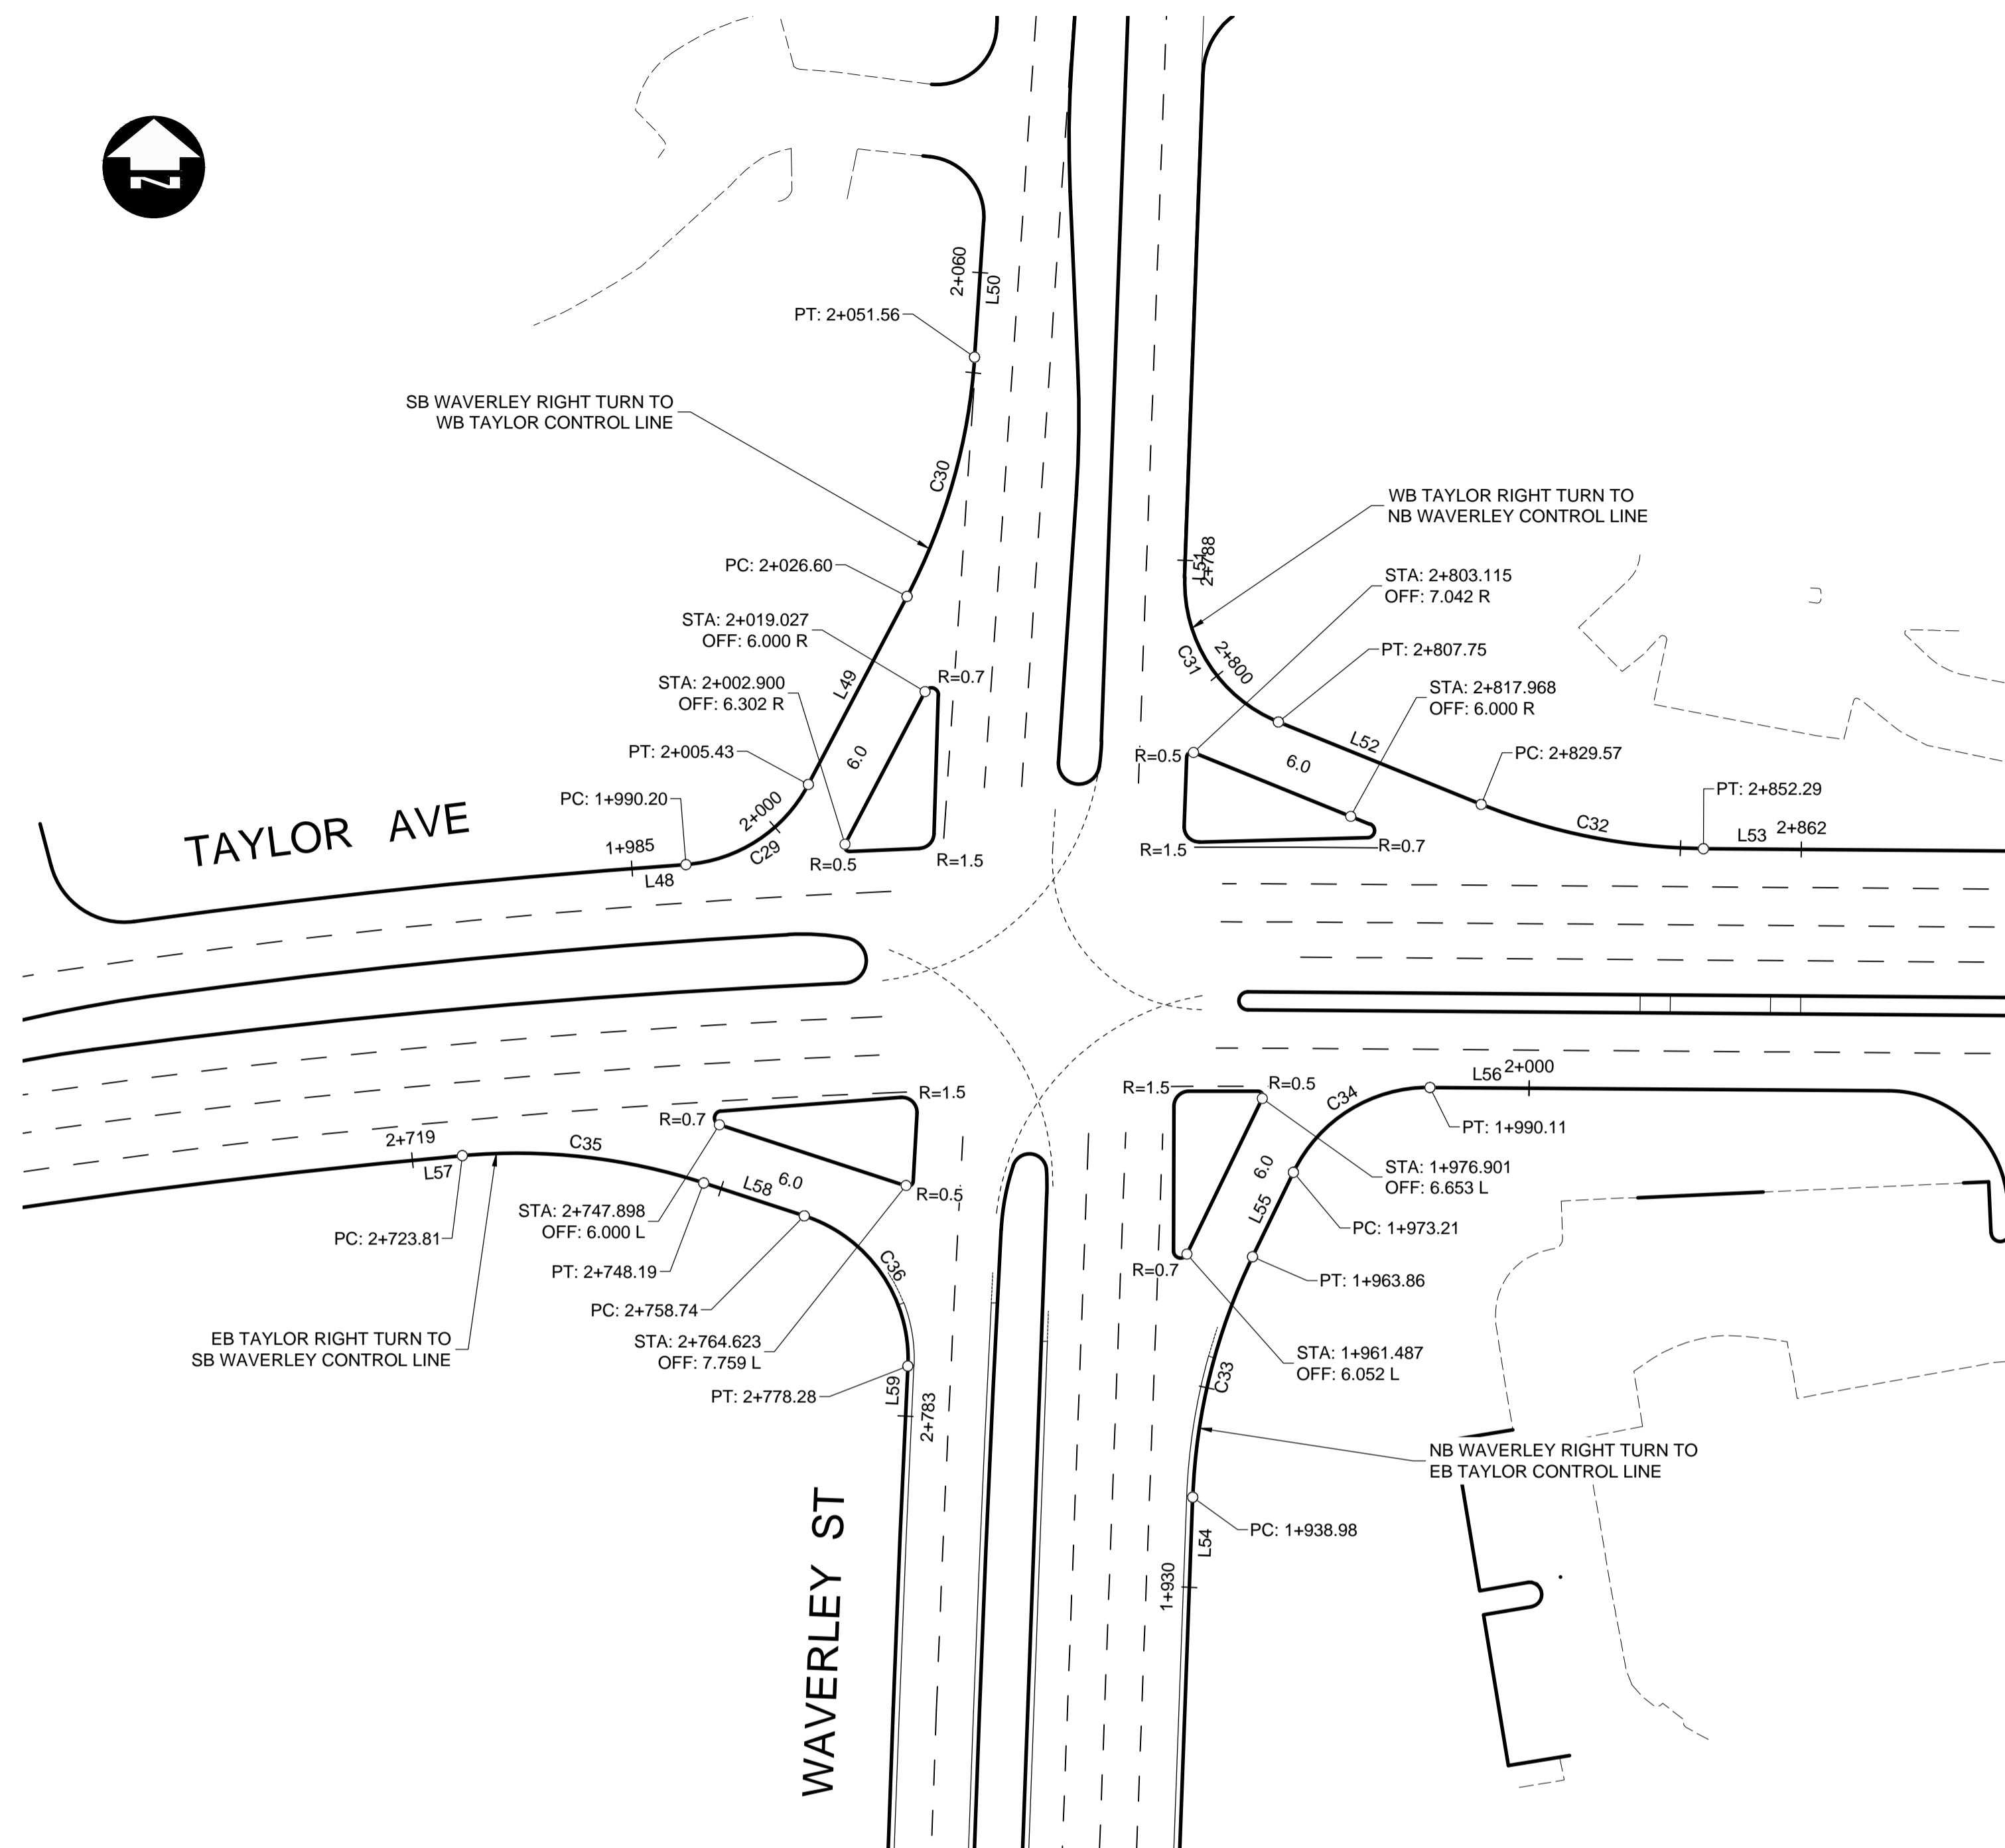 2+060
L50
PT: 2+051.56
SB WAVERLEY RIGHT TURN TO
WB TAYLOR CONTROL LINE
C30
PC: 2+026.60
STA: 2+019.027
OFF: 6.000 R
R=0.7
L49
STA: 2+002.900
OFF: 6.302 R
6.0
PT: 2+005.43
PC: 1+990.20
2+000
C29
R=0.5
R=1.5
1+985
L48
TAYLOR AVE
N
WB TAYLOR RIGHT TURN TO
NB WAVERLEY CONTROL LINE
L51
2+788
STA: 2+803.115
OFF: 7.042 R
C31
2+800
PT: 2+807.75
STA: 2+817.968
OFF: 6.000 R
L52
R=0.5
6.0
PC: 2+829.57
PT: 2+852.29
C32
L53
2+862
R=1.5
R=0.7
2+719
L57
C35
R=0.7
R=1.5
L58
6.0
R=0.5
STA: 2+747.898
OFF: 6.000 L
PC: 2+723.81
PT: 2+748.19
C36
PC: 2+758.74
EB TAYLOR RIGHT TURN TO
SB WAVERLEY CONTROL LINE
STA: 2+764.623
OFF: 7.759 L
PT: 2+778.28
L59
2+783
WAVERLEY ST
R=1.5
R=0.5
C34
L56
2+000
PT: 1+990.11
6.0
STA: 1+976.901
OFF: 6.653 L
L55
PC: 1+973.21
R=0.7
PT: 1+963.86
STA: 1+961.487
OFF: 6.052 L
C33
NB WAVERLEY RIGHT TURN TO
EB TAYLOR CONTROL LINE
PC: 1+938.98
L54
1+930